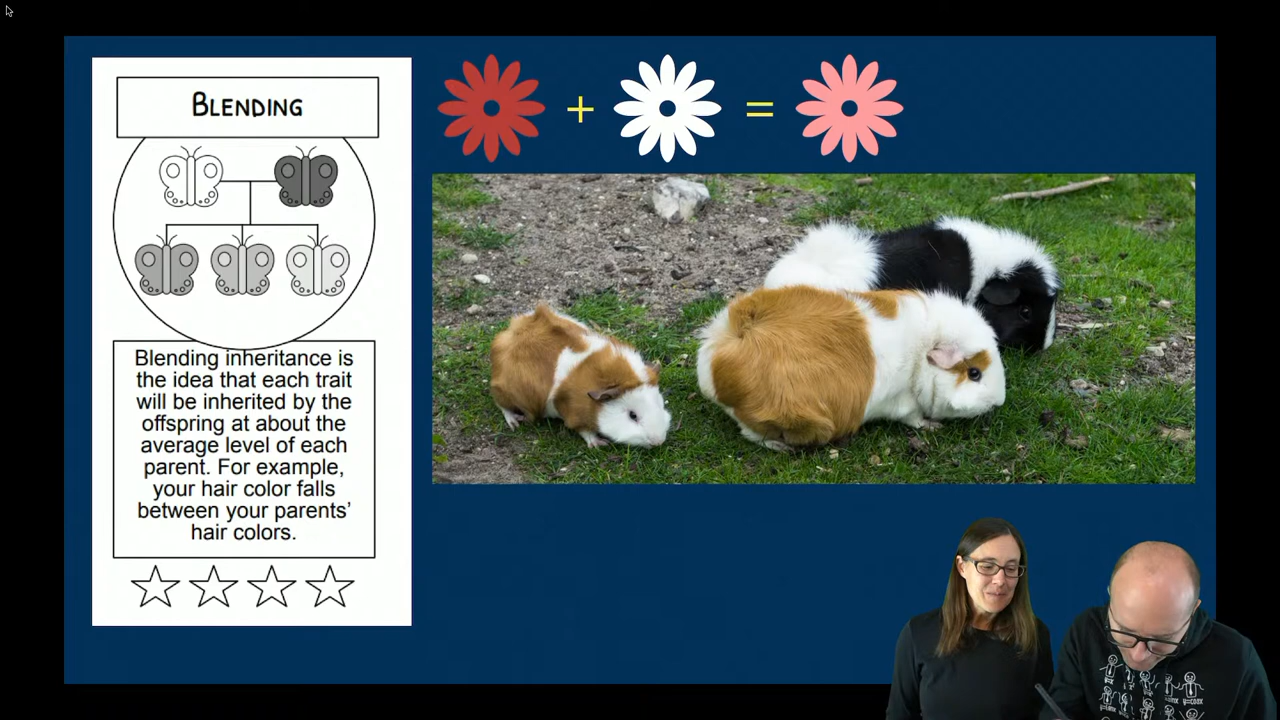 BLENDING
+
=
Blending inheritance is
the idea that each trait
will be inherited by the
offspring at about the
average level of each
parent. For example,
your hair color falls
between your parents’
hair colors.